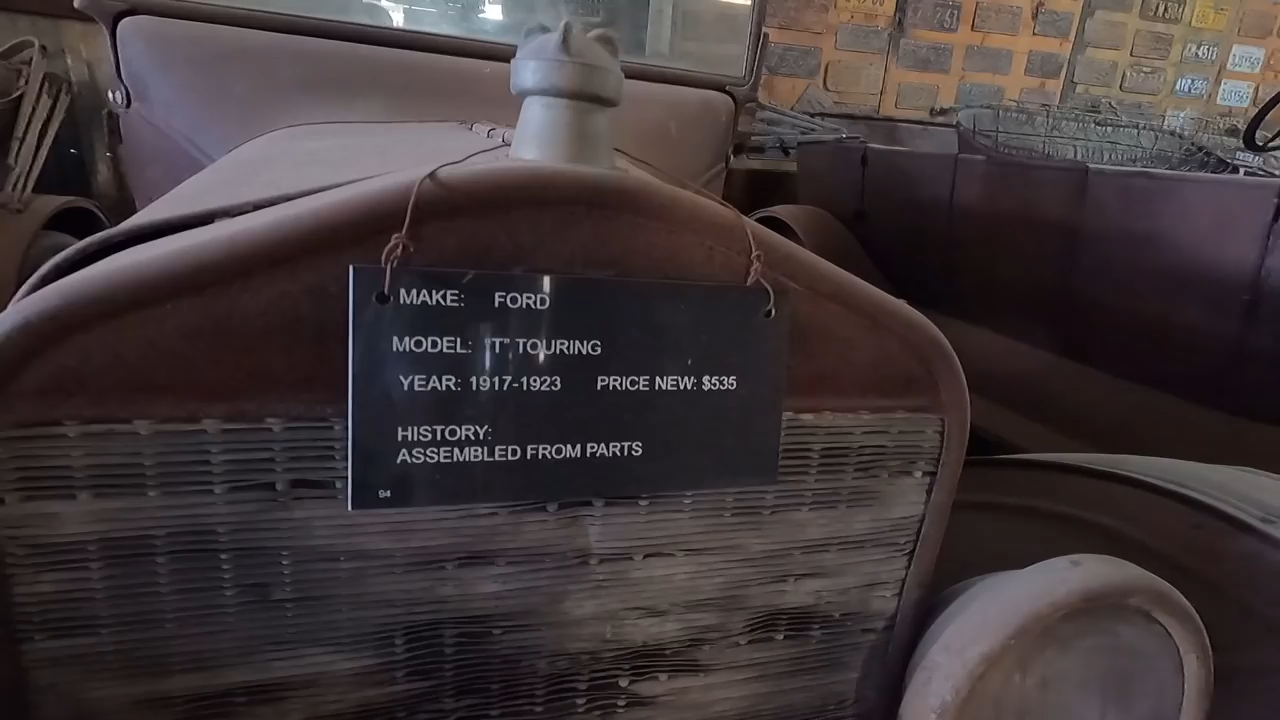 MAKE: FORD
MODEL: "T" TOURING
YEAR: 1917-1923 PRICE NEW: $535
HISTORY:
ASSEMBLED FROM PARTS
94